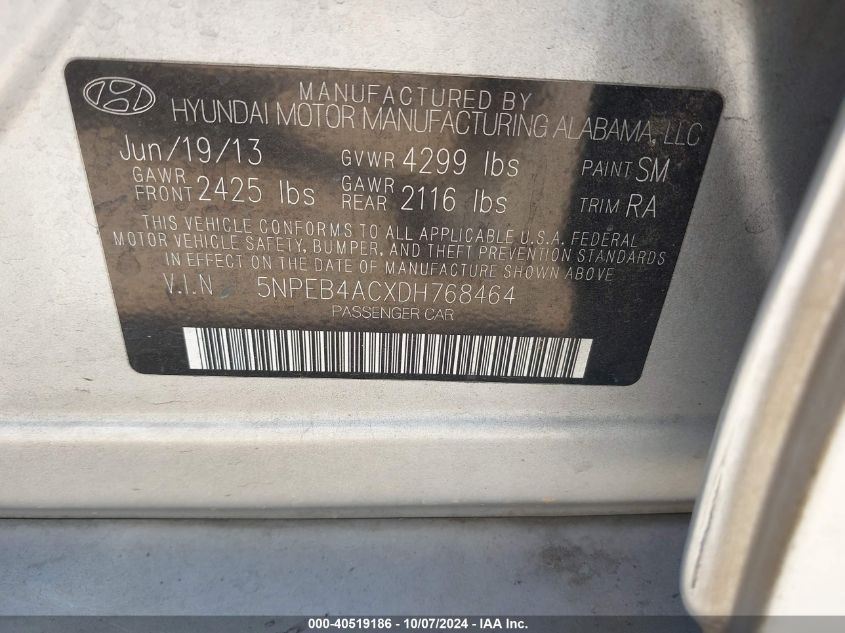 MANUFACTURED BY
HYUNDAI MOTOR MANUFACTURING ALABAMA, LLC
Jun/19/13 GVWR 4299 lbs PAINT SM
GAWR FRONT 2425 lbs GAWR REAR 2116 lbs TRIM RA
THIS VEHICLE CONFORMS TO ALL APPLICABLE U.S.A. FEDERAL
MOTOR VEHICLE SAFETY, BUMPER, AND THEFT PREVENTION STANDARDS
IN EFFECT ON THE DATE OF MANUFACTURE SHOWN ABOVE
V.I.N 5NPEB4ACXDH768464
PASSENGER CAR
000-40519186 - 10/07/2024 - IAA Inc.